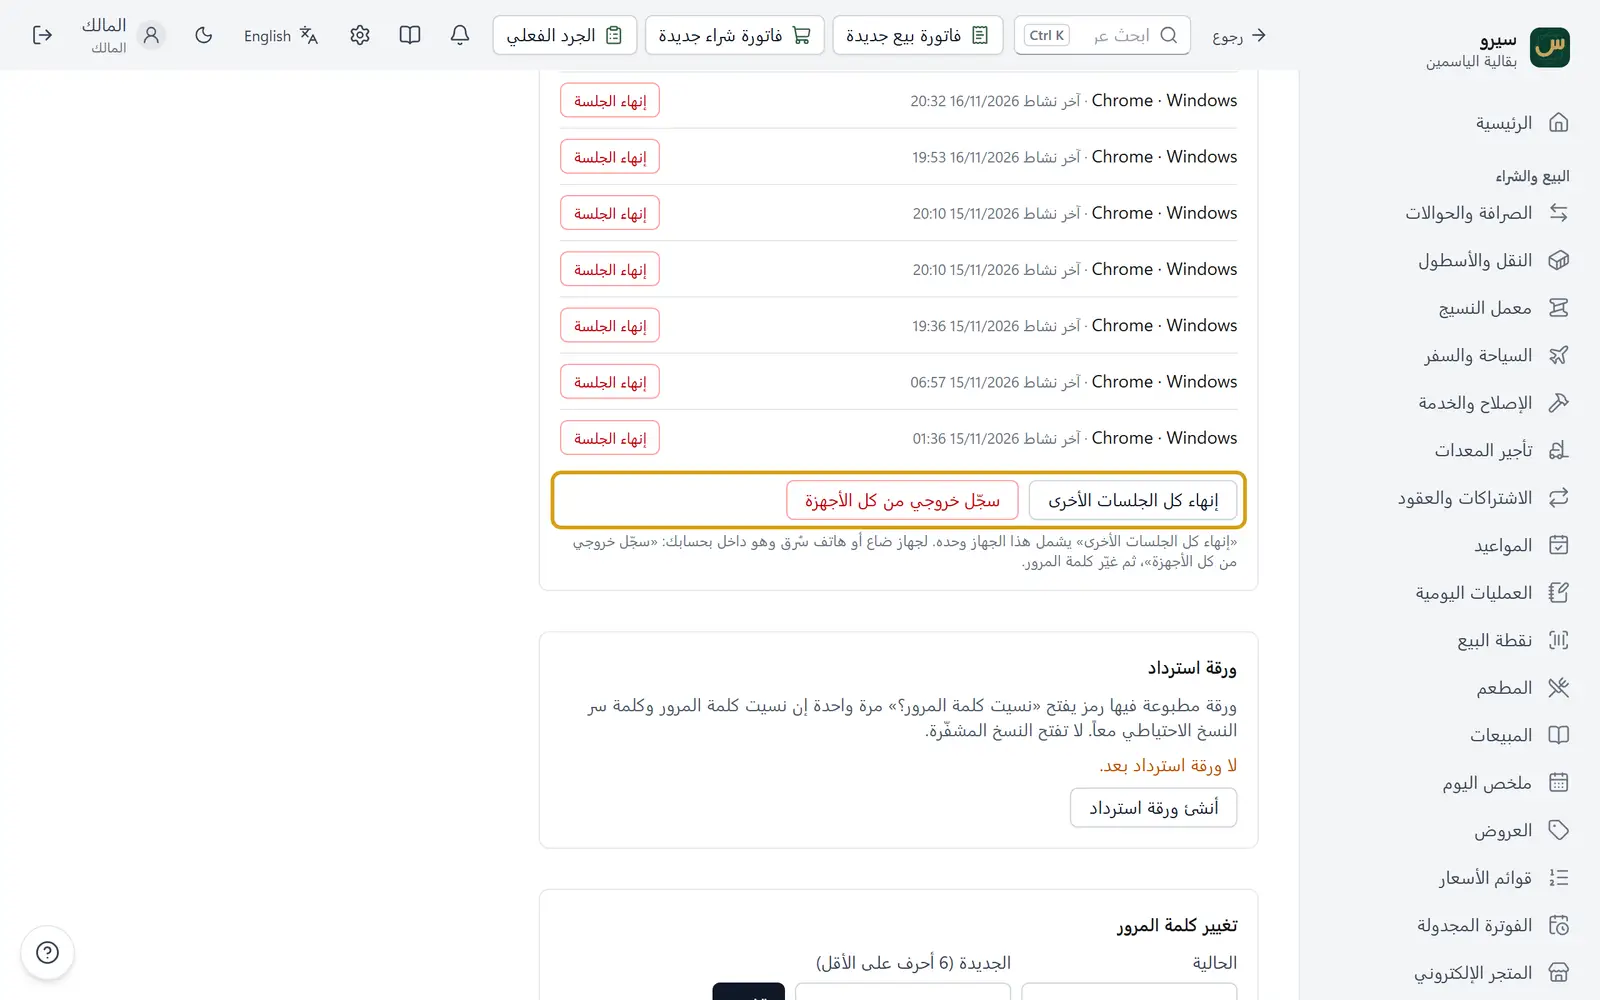 سيرو
بقالية الياسمين
رجوع
ابحث عر
Ctrl K
فاتورة بيع جديدة
فاتورة شراء جديدة
الجرد الفعلي
English
المالك
المالك
الرئيسية
البيع والشراء
الصرافة والحوالات
النقل والأسطول
معمل النسيج
السياحة والسفر
الإصلاح والخدمة
تأجير المعدات
الاشتراكات والعقود
المواعيد
العمليات اليومية
نقطة البيع
المطعم
المبيعات
ملخص اليوم
العروض
قوائم الأسعار
الفوترة المجدولة
المتجر الإلكتروني
Chrome · Windows · آخر نشاط 16/11/2026 20:32
إنهاء الجلسة
Chrome · Windows · آخر نشاط 16/11/2026 19:53
إنهاء الجلسة
Chrome · Windows · آخر نشاط 15/11/2026 20:10
إنهاء الجلسة
Chrome · Windows · آخر نشاط 15/11/2026 20:10
إنهاء الجلسة
Chrome · Windows · آخر نشاط 15/11/2026 19:36
إنهاء الجلسة
Chrome · Windows · آخر نشاط 15/11/2026 06:57
إنهاء الجلسة
Chrome · Windows · آخر نشاط 15/11/2026 01:36
إنهاء الجلسة
إنهاء كل الجلسات الأخرى
سجّل خروجي من كل الأجهزة
«إنهاء كل الجلسات الأخرى» يشمل هذا الجهاز وحده. لجهاز ضاع أو هاتف سُرق وهو داخل بحسابك: «سجّل خروجي
من كل الأجهزة»، ثم غيّر كلمة المرور.
ورقة استرداد
ورقة مطبوعة فيها رمز يفتح «نسيت كلمة المرور؟» مرة واحدة إن نسيت كلمة المرور وكلمة سر
النسخ الاحتياطي معاً. لا تفتح النسخ المشفّرة.
لا ورقة استرداد بعد.
أنشئ ورقة استرداد
تغيير كلمة المرور
الحالية
الجديدة (6 أحرف على الأقل)